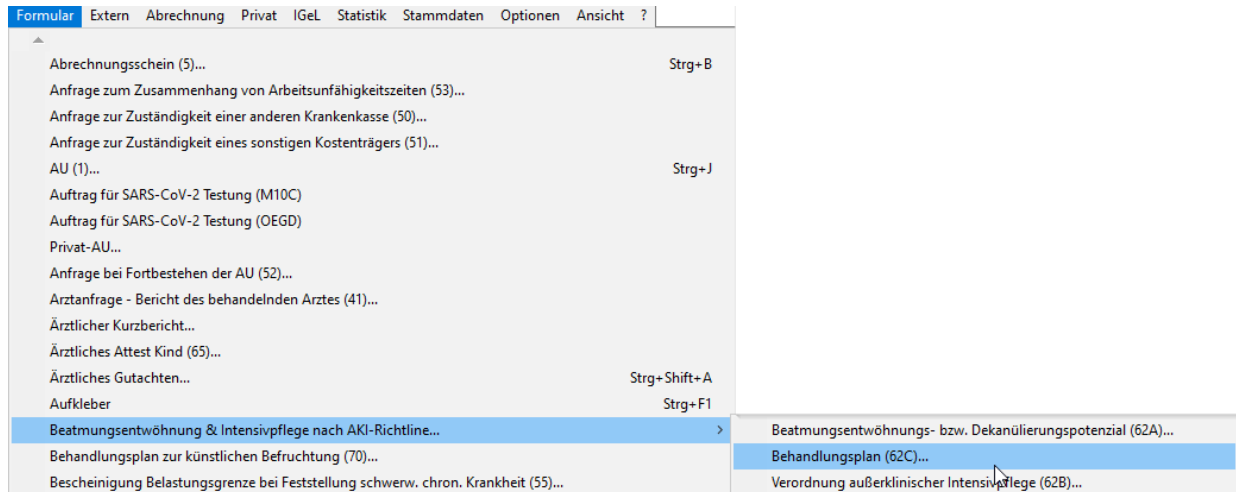 Formular Extern Abrechnung Privat IGeL Statistik Stammdaten Optionen Ansicht ?
Abrechnungsschein (5)... Strg+B
Anfrage zum Zusammenhang von Arbeitsunfähigkeitszeiten (53)...
Anfrage zur Zuständigkeit einer anderen Krankenkasse (50)...
Anfrage zur Zuständigkeit eines sonstigen Kostenträgers (51)...
AU (1)... Strg+J
Auftrag für SARS-CoV-2 Testung (M10C)
Auftrag für SARS-CoV-2 Testung (OEGD)
Privat-AU...
Anfrage bei Fortbestehen der AU (52)...
Arztanfrage - Bericht des behandelnden Arztes (41)...
Ärztlicher Kurzbericht...
Ärztliches Attest Kind (65)...
Ärztliches Gutachten... Strg+Shift+A
Aufkleber Strg+F1
Beatmungsentwöhnung & Intensivpflege nach AKI-Richtline... > Beatmungsentwöhnungs- bzw. Dekanülierungspotenzial (62A)...
Behandlungsplan zur künstlichen Befruchtung (70)... Behandlungsplan (62C)...
Bescheinigung Belastungsgrenze bei Feststellung schwerw. chron. Krankheit (55)... Verordnung außerklinischer Intensivpflege (62B)...